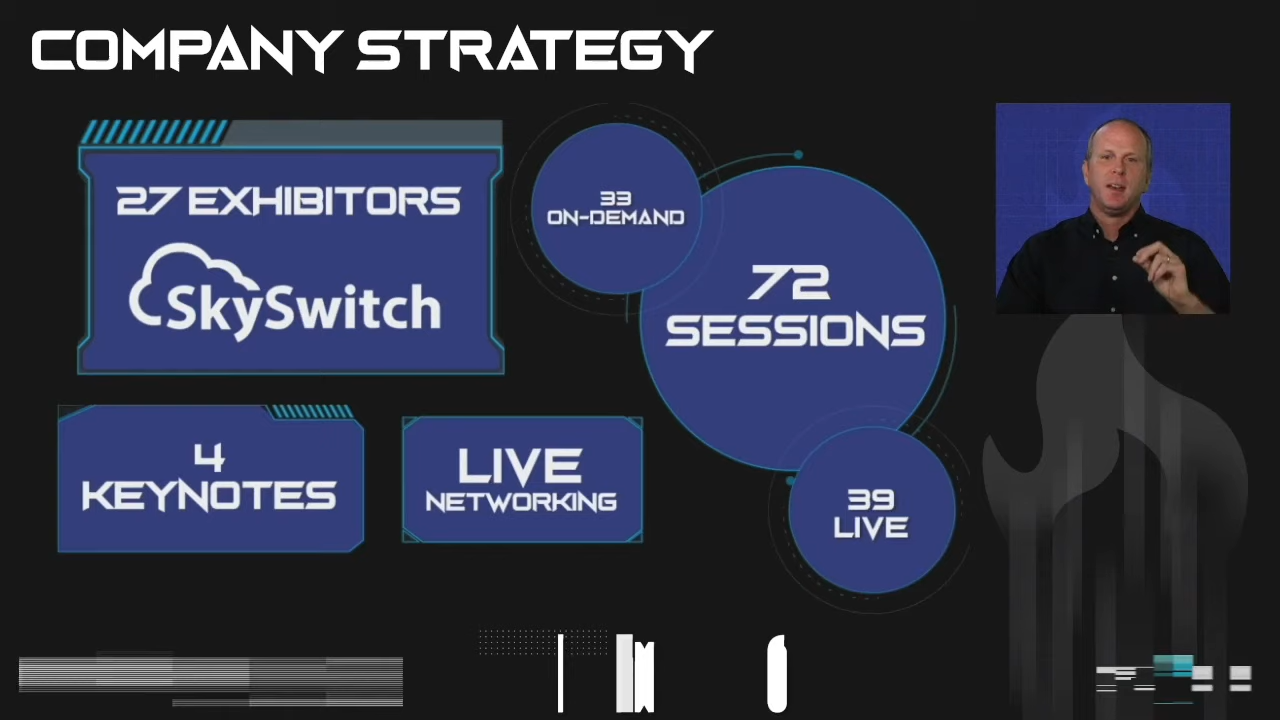 COMPANY STRATEGY
27 EXHIBITORS
SkySwitch
33
ON-DEMAND
72
SESSIONS
4
KEYNOTES
LIVE
NETWORKING
39
LIVE